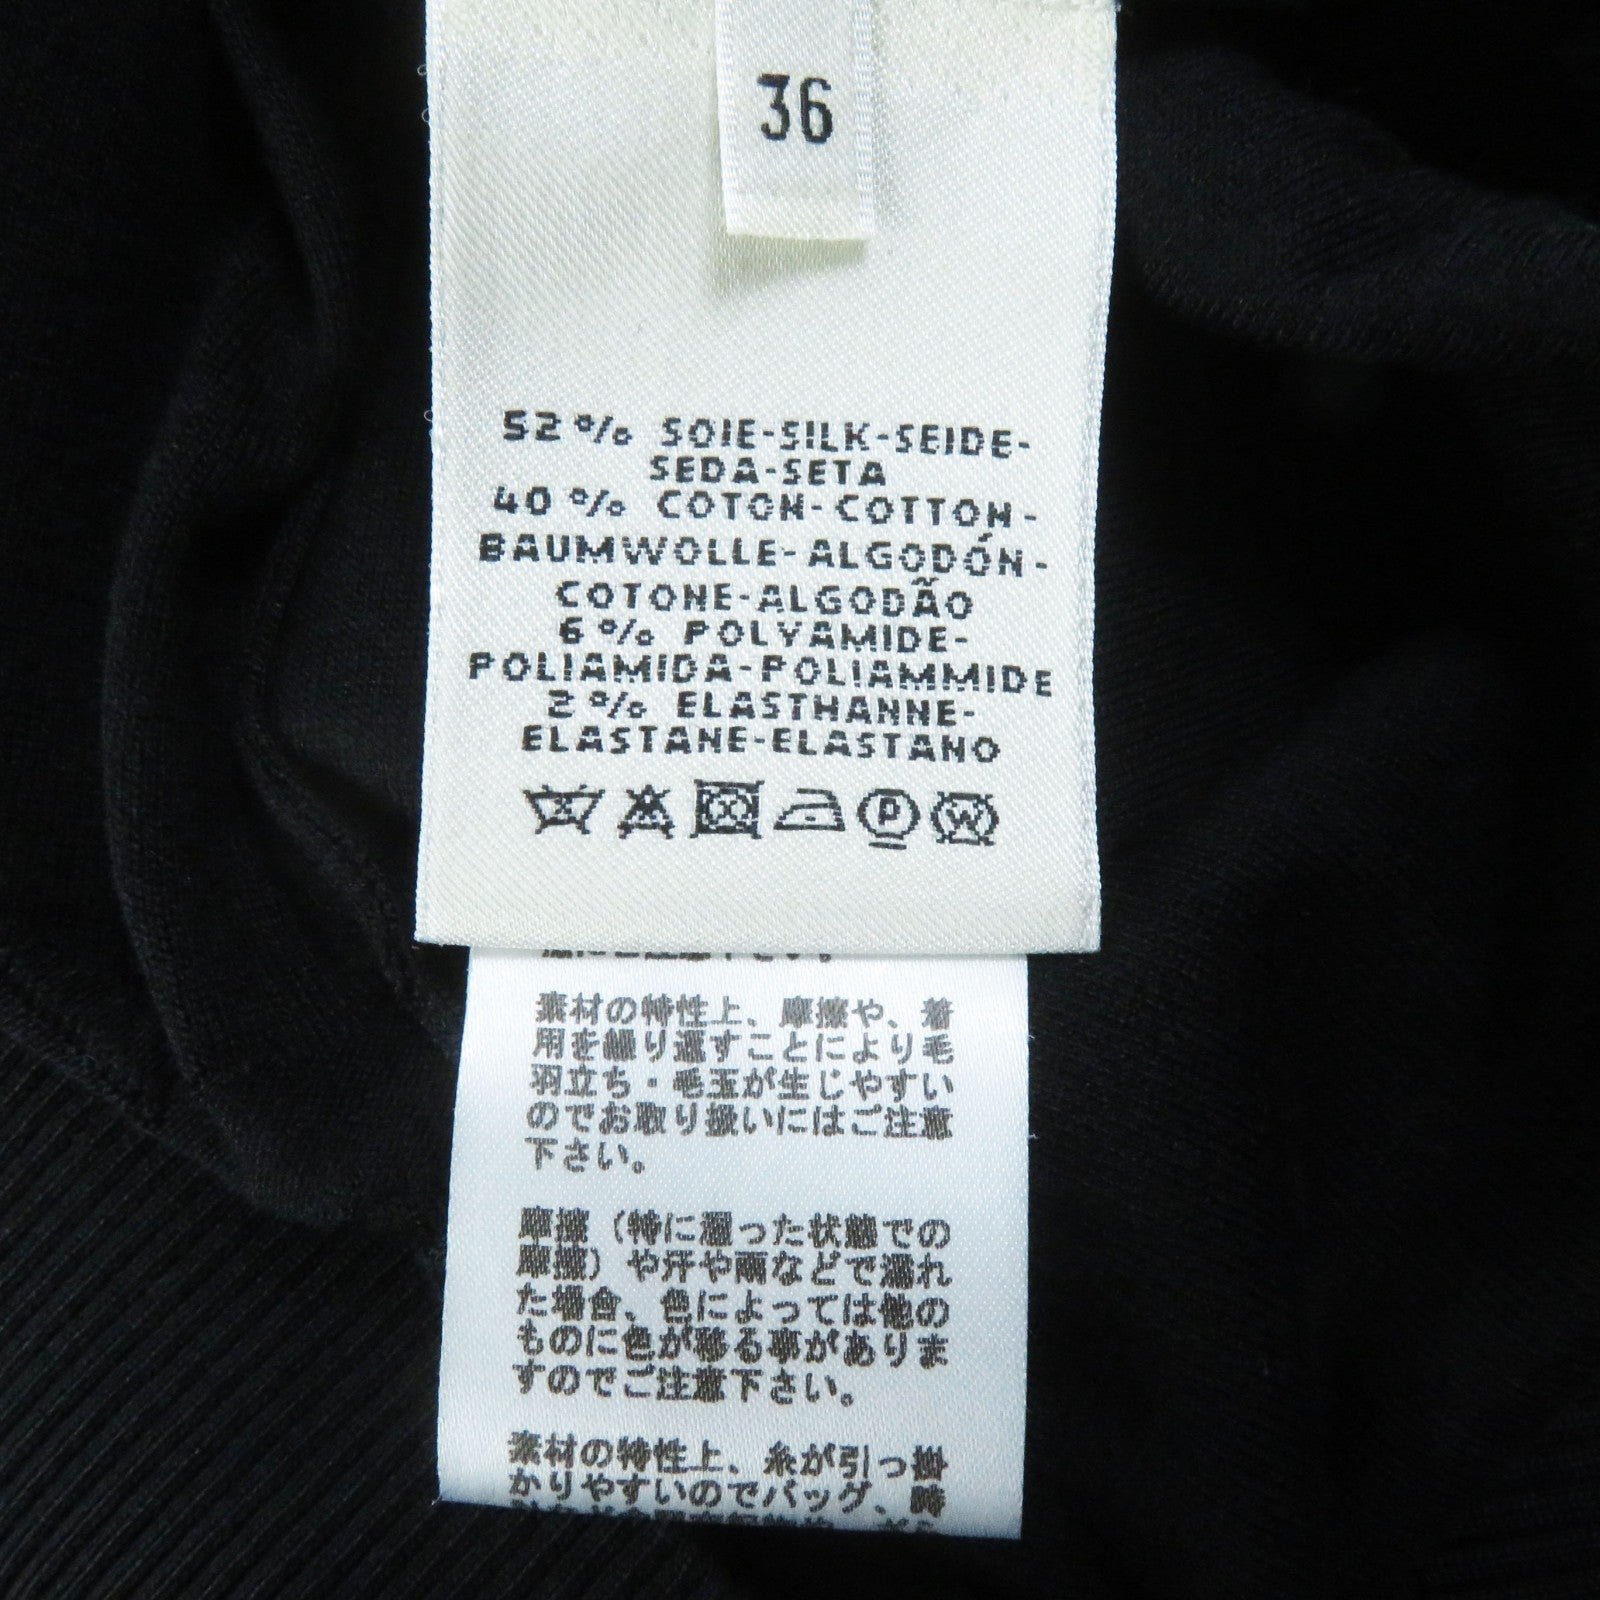 36
52 % SOIE-SILK-SEIDE-
SEDA-SETA
40 % COTON-COTTON-
BAUMWOLLE-ALGODÓN-
COTONE-ALGODÃO
6 % POLYAMIDE-
POLIAMIDA-POLIAMMIDE
2 % ELASTHANNE-
ELASTANE-ELASTANO
P W
素材の特性上、摩擦や、着
用を繰り返すことにより毛
羽立ち・毛玉が生じやすい
のでお取り扱いにはご注意
下さい。
摩擦(特に湿った状態での
摩擦)や汗や雨などで濡れ
た場合、色によっては他の
ものに色が移る事がありま
すのでご注意下さい。
素材の特性上、糸が引っ掛
かりやすいのでバッグ、時